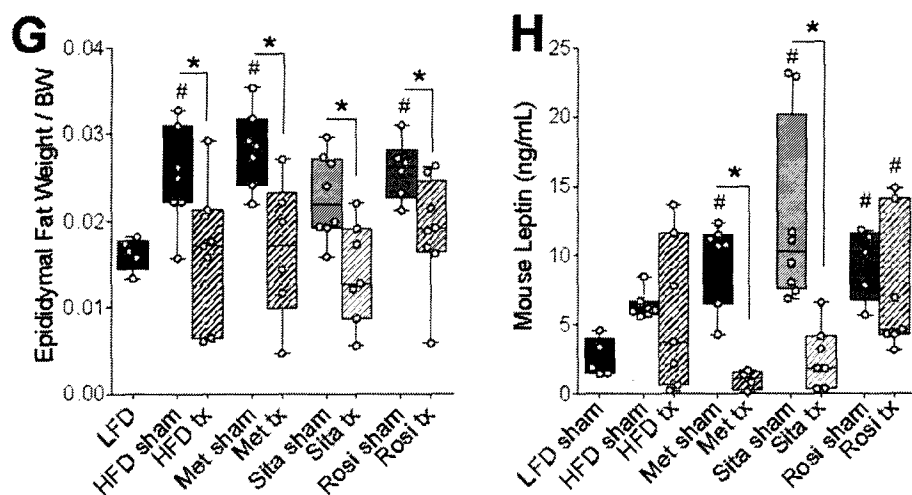 G
Epididymal Fat Weight / BW
0.04
0.03
0.02
0.01
0.00
*
*
*
*
#
#
#
LFD
HFD sham
HFD tx
Met sham
Met tx
Sita sham
Sita tx
Rosi sham
Rosi tx
H
Mouse Leptin (ng/mL)
25
20
15
10
5
0
*
*
#
#
#
#
LFD sham
HFD sham
HFD tx
Met sham
Met tx
Sita sham
Sita tx
Rosi sham
Rosi tx